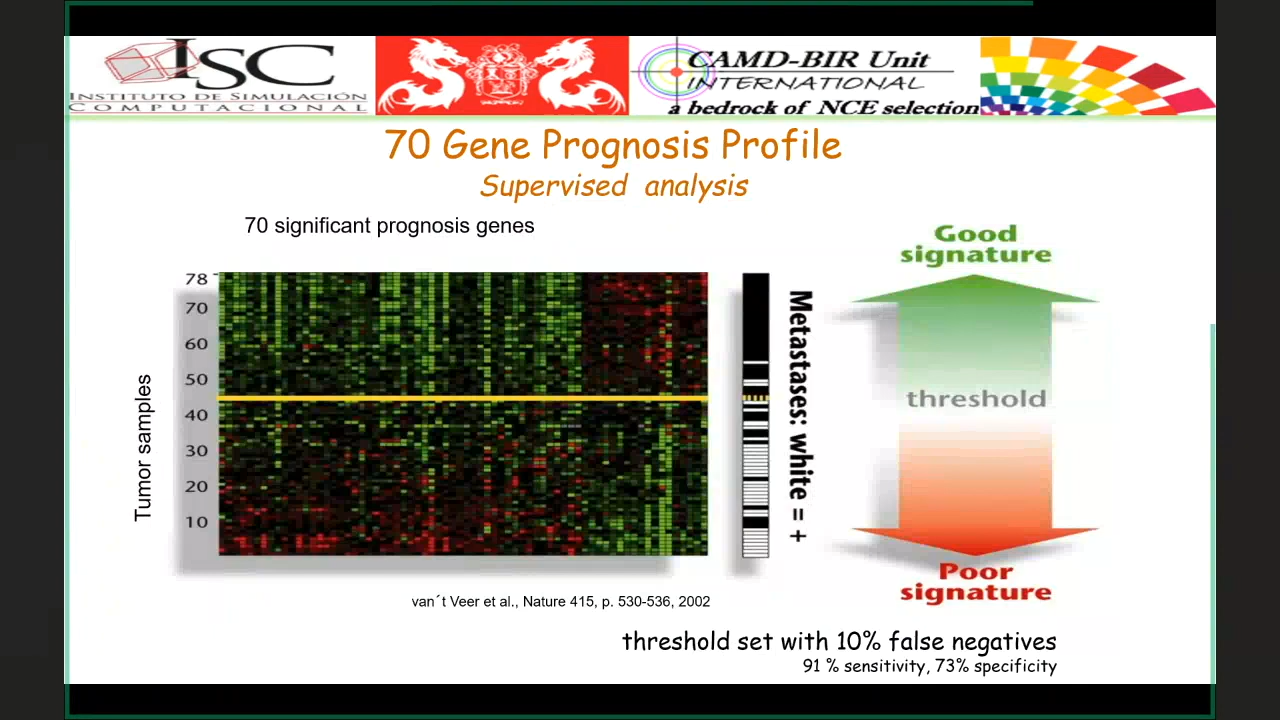 ISC
INSTITUTO DE SIMULACIÓN
COMPUTACIONAL
CAMD-BIR Unit
INTERNATIONAL
a bedrock of NCE selection
70 Gene Prognosis Profile
Supervised analysis
70 significant prognosis genes
Good
signature
78
70
60
50
40
30
20
10
Tumor samples
Metastases: white = +
threshold
Poor
signature
van´t Veer et al., Nature 415, p. 530-536, 2002
threshold set with 10% false negatives
91 % sensitivity, 73% specificity